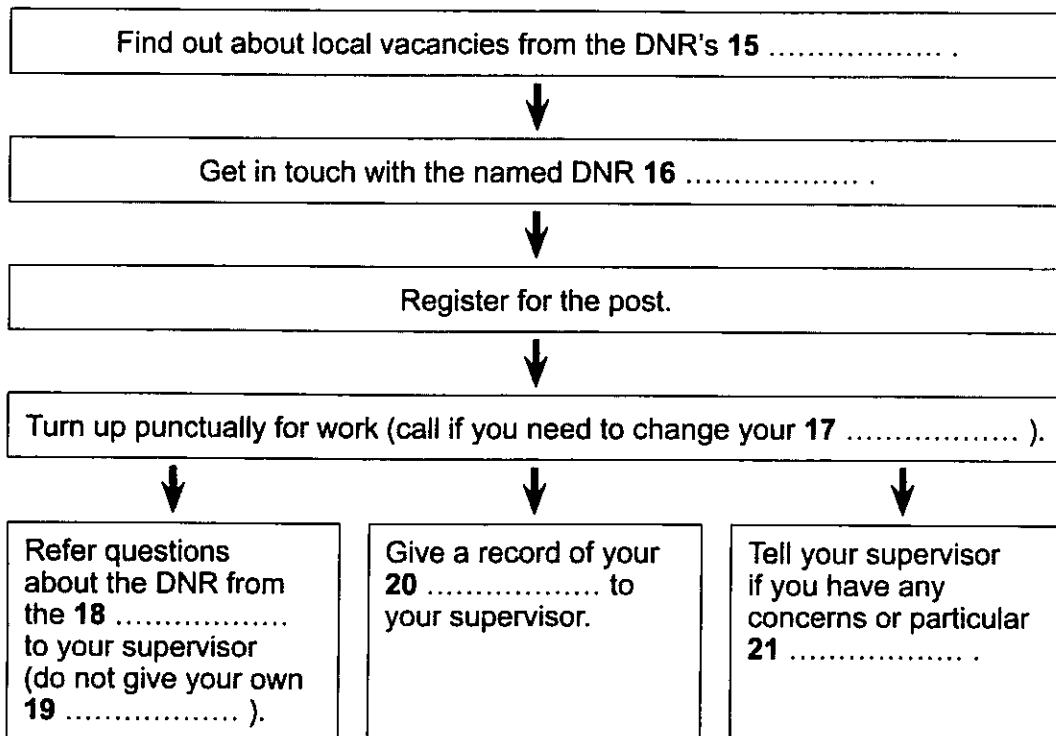 Find out about local vacancies from the DNR's 15 ................... .
Get in touch with the named DNR 16 ................... .
Register for the post.
Turn up punctually for work (call if you need to change your 17 ................... ).
Refer questions
about the DNR from
the 18 ...................
to your supervisor
(do not give your own
19 ................... ).
Give a record of your
20 ................... to
your supervisor.
Tell your supervisor
if you have any
concerns or particular
21 ................... .